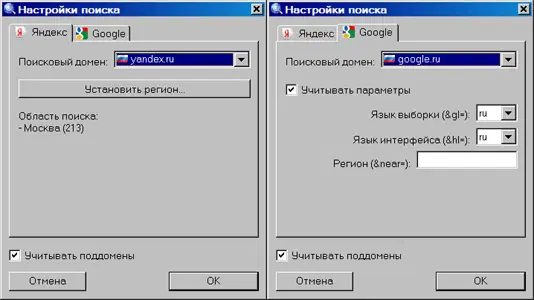 Настройки поиска
Яндекс
Google
Поисковый домен:
yandex.ru
Установить регион...
Область поиска:
- Москва (213)
Учитывать поддомены
Отмена
OK
Настройки поиска
Яндекс
Google
Поисковый домен:
google.ru
Учитывать параметры
Язык выборки (&gl=):
ru
Язык интерфейса (&hl=):
ru
Регион (&near=):
Учитывать поддомены
Отмена
OK